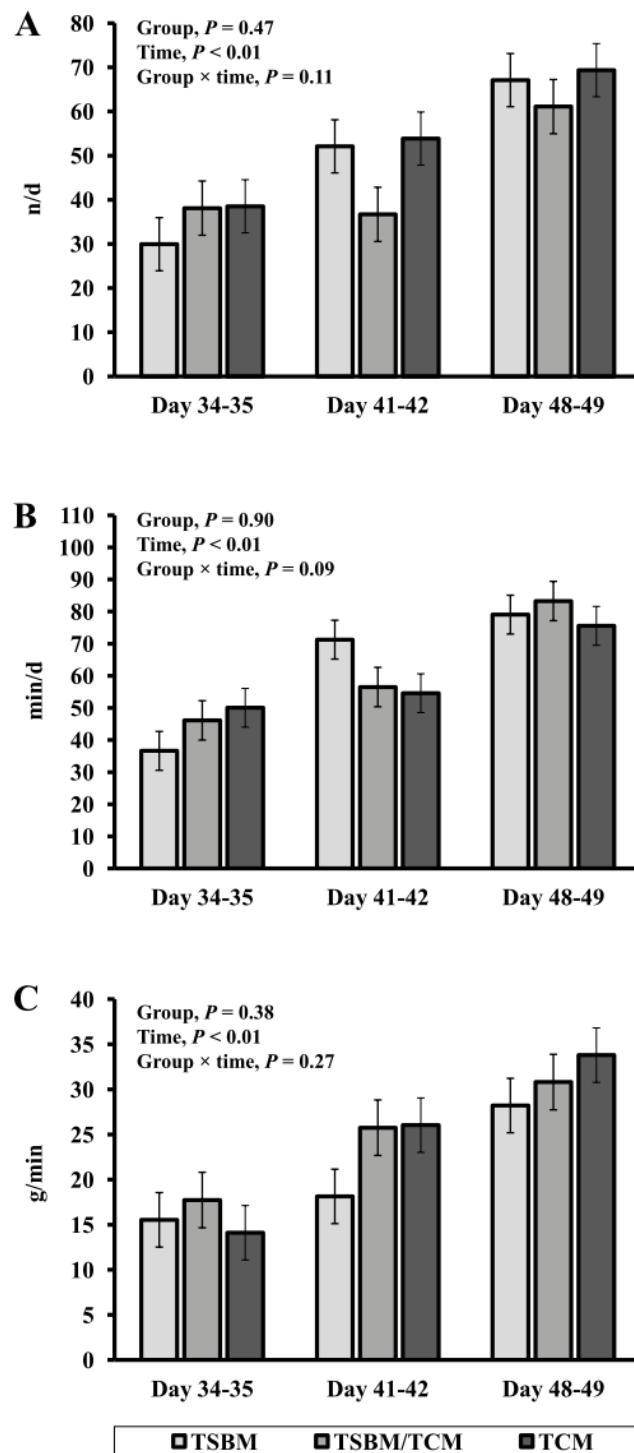 A
Group, P = 0.47
Time, P < 0.01
Group × time, P = 0.11
n/d
80
70
60
50
40
30
20
10
0
Day 34-35 Day 41-42 Day 48-49
B
Group, P = 0.90
Time, P < 0.01
Group × time, P = 0.09
min/d
110
100
90
80
70
60
50
40
30
20
10
0
Day 34-35 Day 41-42 Day 48-49
C
Group, P = 0.38
Time, P < 0.01
Group × time, P = 0.27
g/min
40
35
30
25
20
15
10
5
0
Day 34-35 Day 41-42 Day 48-49
TSBM TSBM/TCM TCM